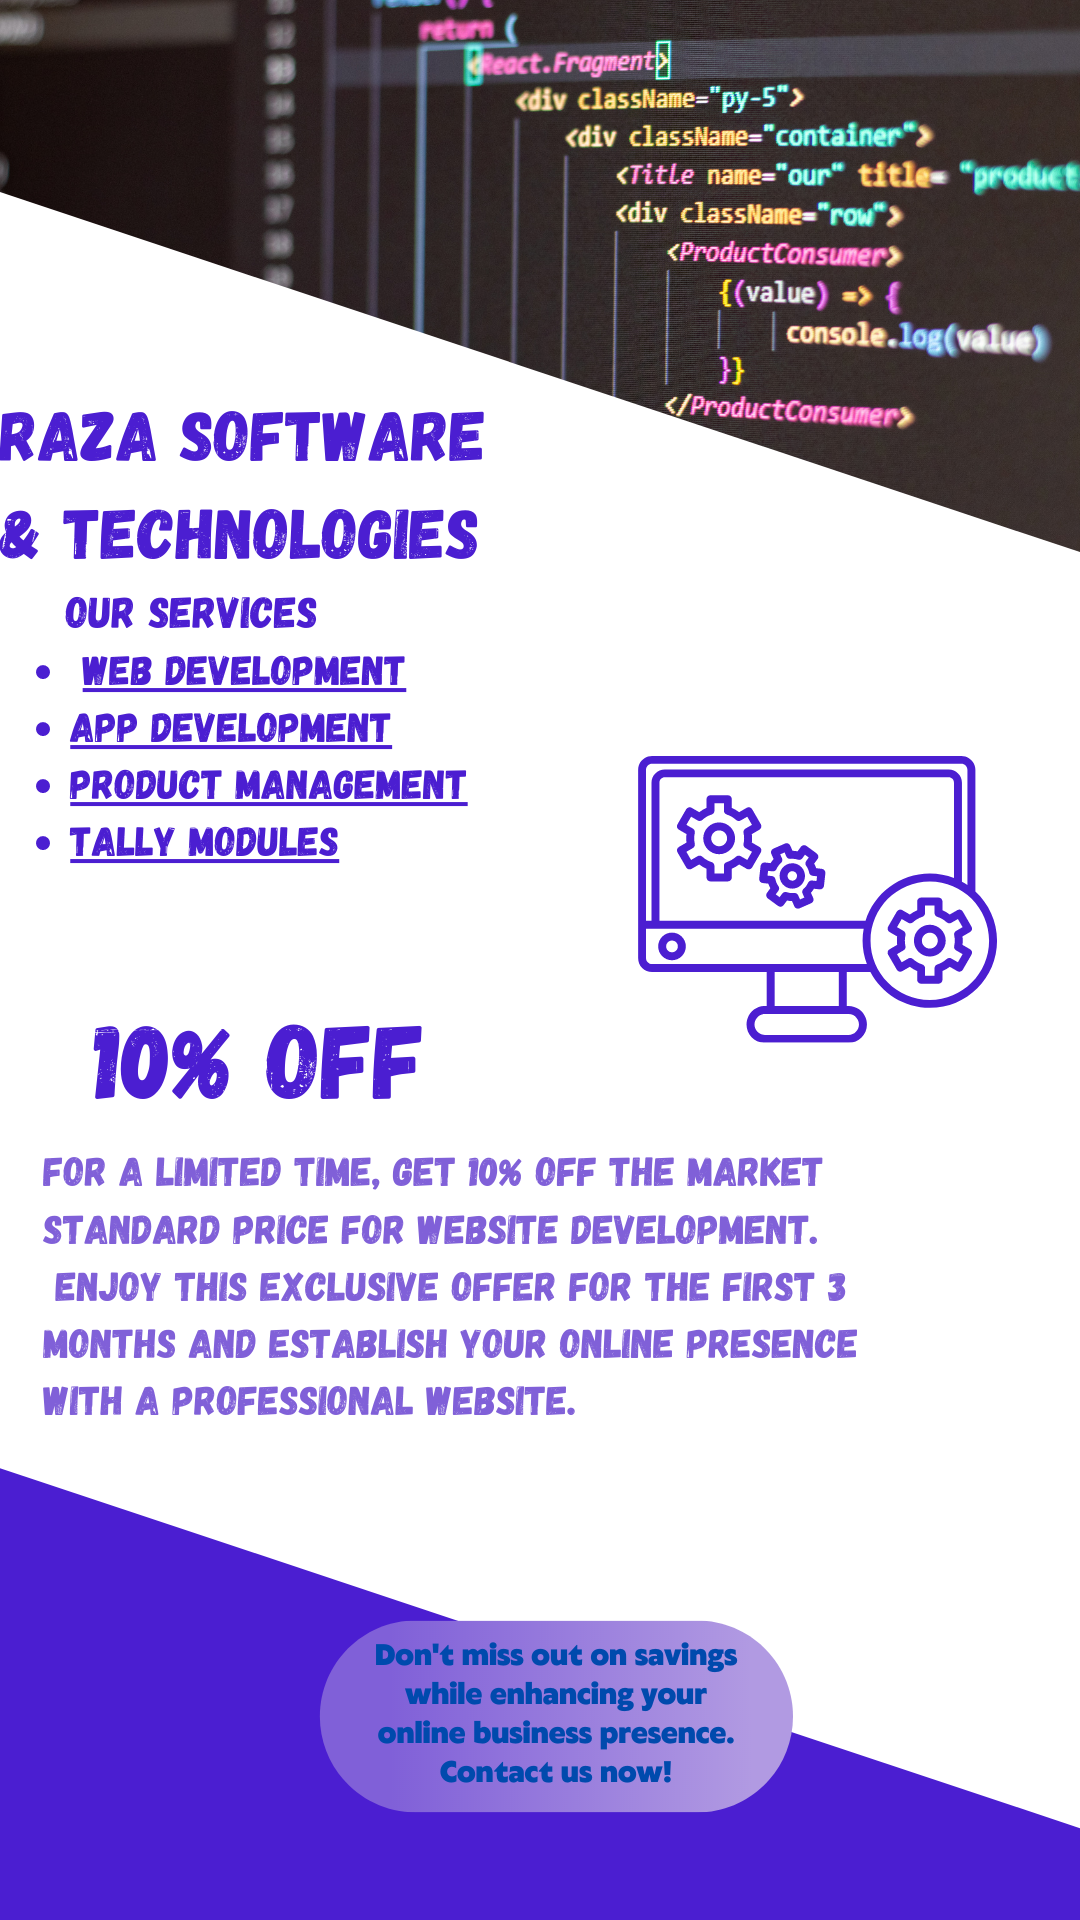 return (
<React.Fragment>
<div className="py-5">
<div className="container">
<Title name="our" title= "product
<div className="row">
<ProductConsumer>
{(value) => {
console.log(value)
}}
</ProductConsumer>
RAZA SOFTWARE
& TECHNOLOGIES
OUR SERVICES
• WEB DEVELOPMENT
• APP DEVELOPMENT
• PRODUCT MANAGEMENT
• TALLY MODULES
10% OFF
FOR A LIMITED TIME, GET 10% OFF THE MARKET
STANDARD PRICE FOR WEBSITE DEVELOPMENT.
ENJOY THIS EXCLUSIVE OFFER FOR THE FIRST 3
MONTHS AND ESTABLISH YOUR ONLINE PRESENCE
WITH A PROFESSIONAL WEBSITE.
Don't miss out on savings
while enhancing your
online business presence.
Contact us now!